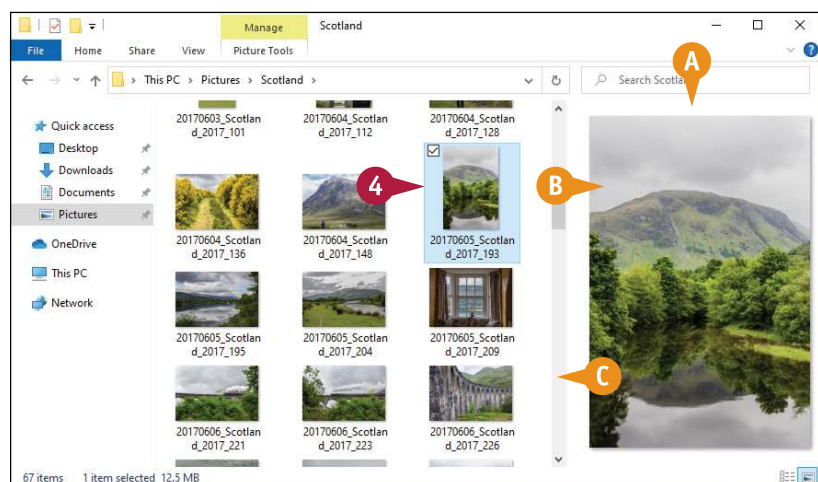 Manage
Scotland
File
Home
Share
View
Picture Tools
This PC
Pictures
Scotland
Search Scotla
A
Quick access
Desktop
Downloads
Documents
Pictures
OneDrive
This PC
Network
20170603_Scotlan
d_2017_101
20170604_Scotlan
d_2017_112
20170604_Scotlan
d_2017_128
4
B
20170604_Scotlan
d_2017_136
20170604_Scotlan
d_2017_148
20170605_Scotlan
d_2017_193
20170605_Scotlan
d_2017_195
20170605_Scotlan
d_2017_204
20170605_Scotlan
d_2017_209
C
20170606_Scotlan
d_2017_221
20170606_Scotlan
d_2017_223
20170606_Scotlan
d_2017_226
67 items
1 item selected 12.5 MB